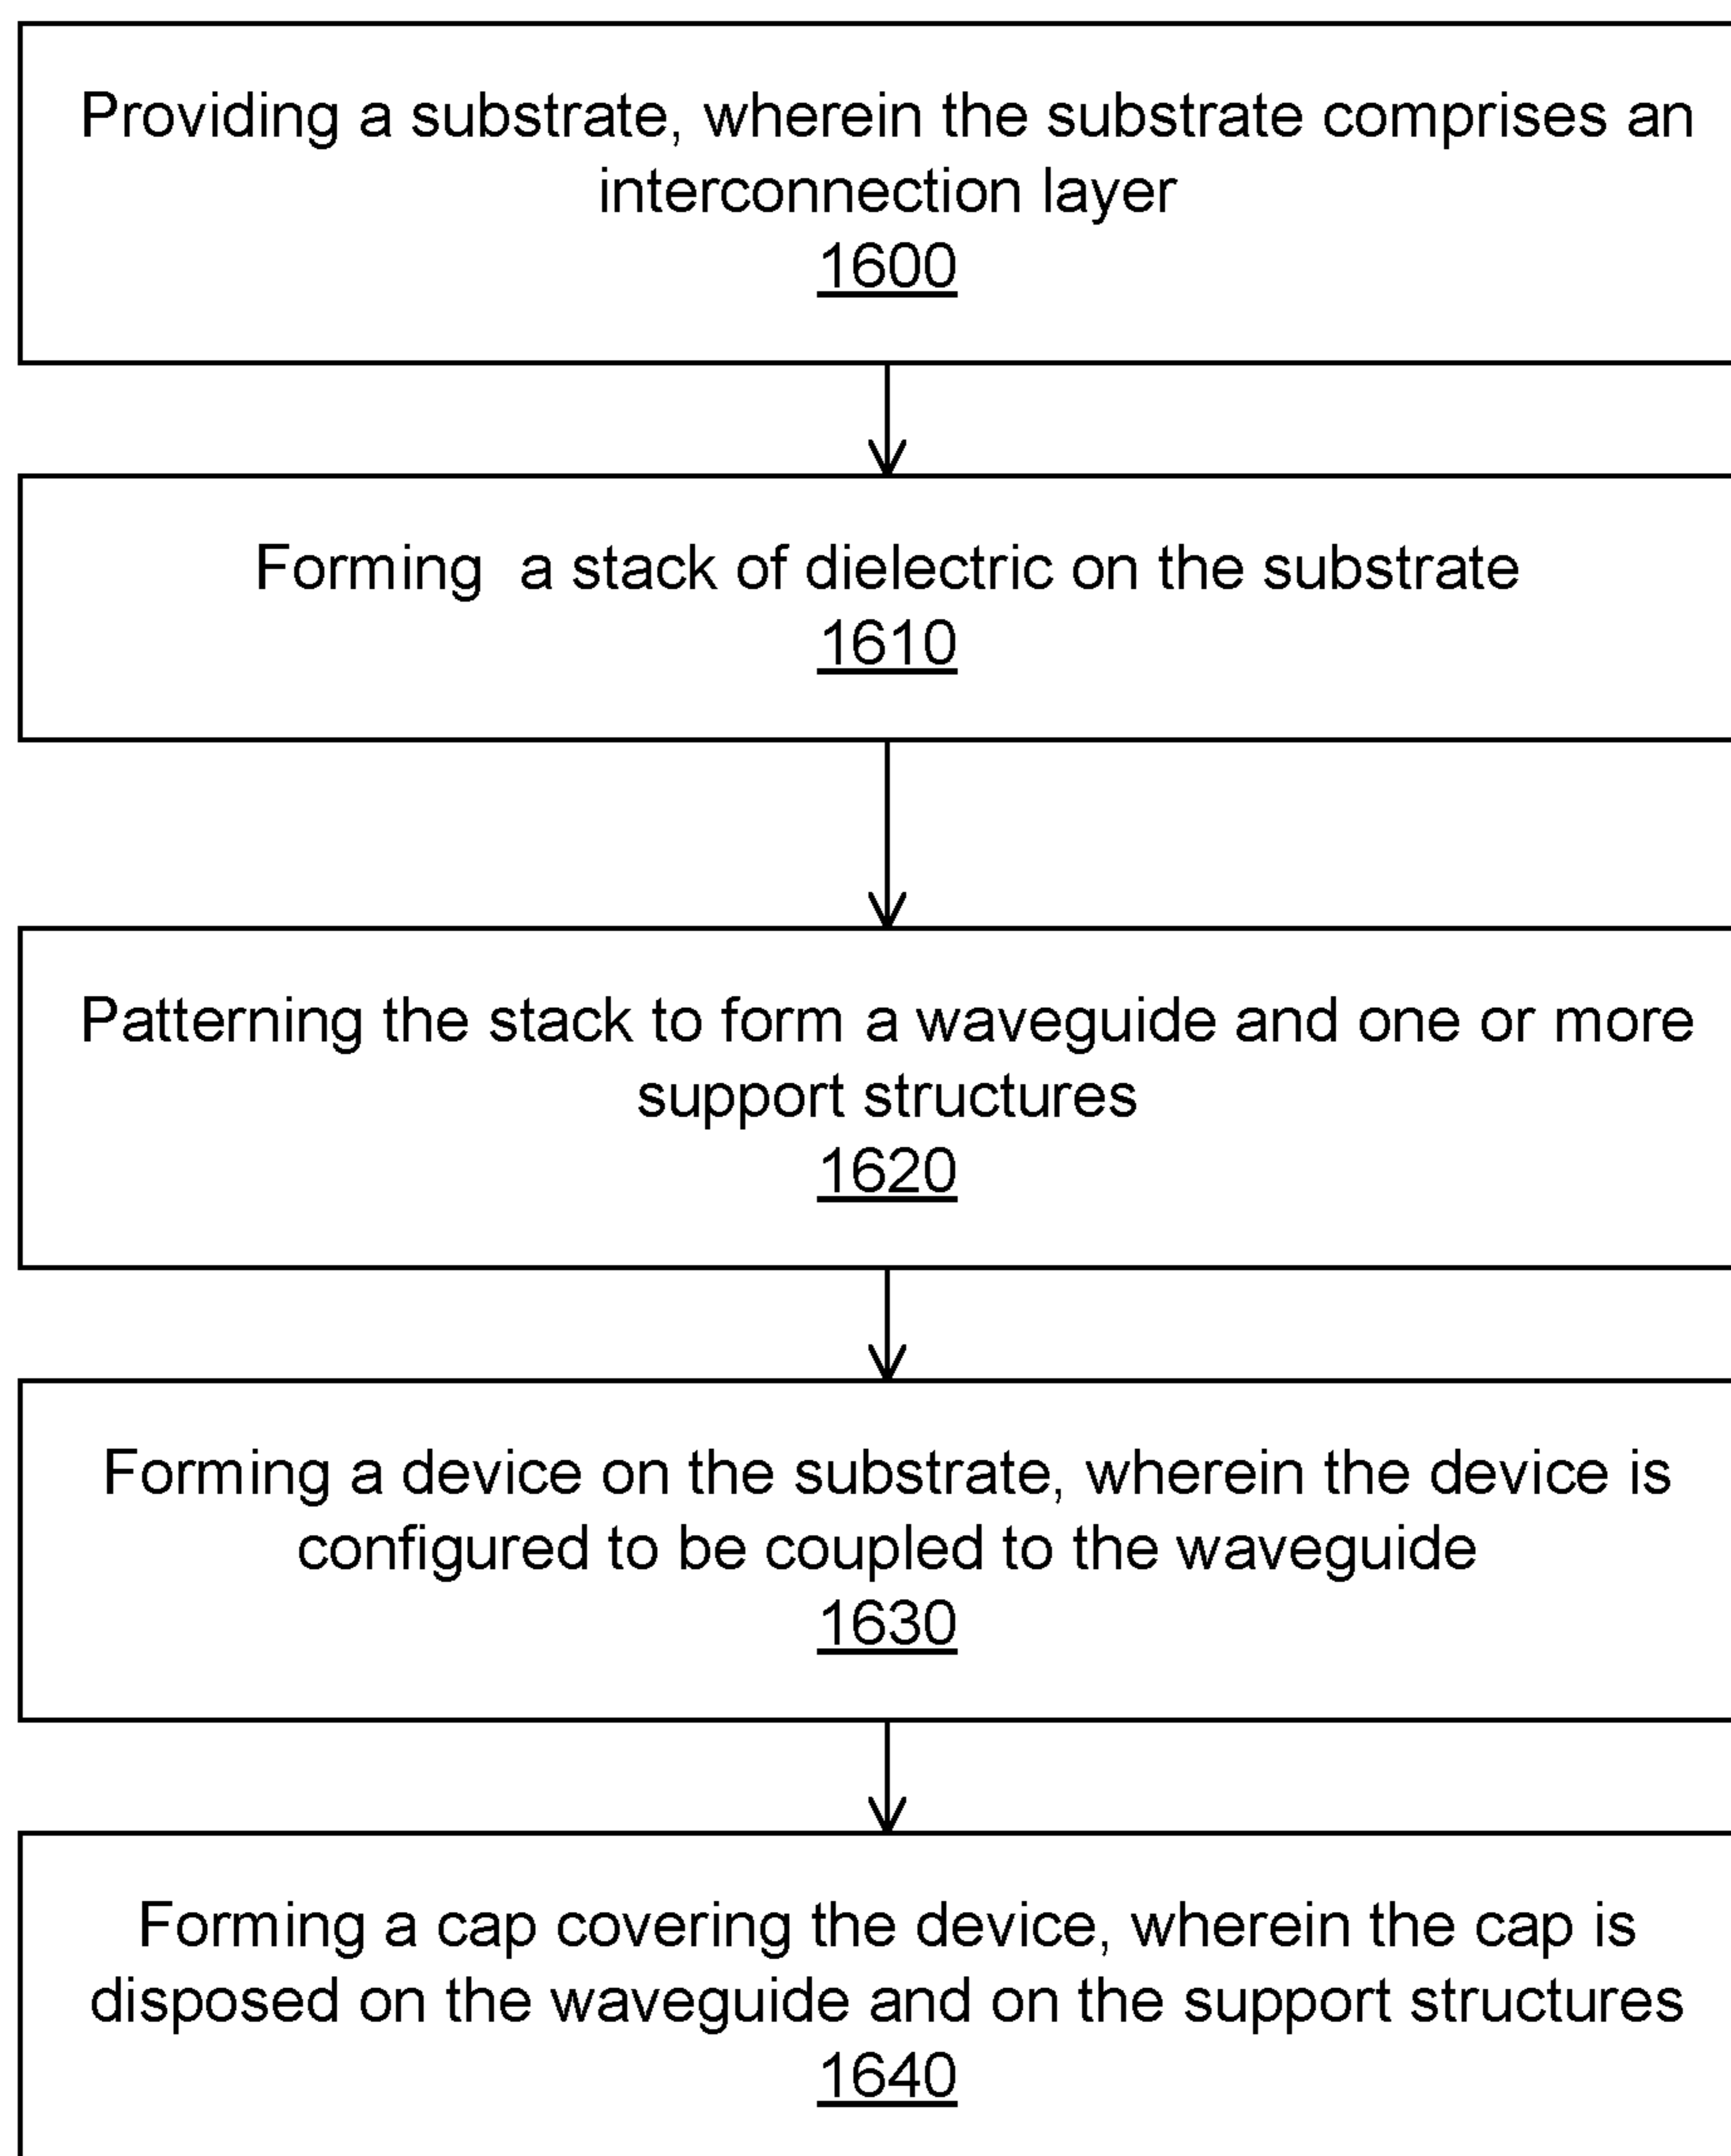 Providing a substrate, wherein the substrate comprises an
interconnection layer
1600
Forming a stack of dielectric on the substrate
1610
Patterning the stack to form a waveguide and one or more
support structures
1620
Forming a device on the substrate, wherein the device is
configured to be coupled to the waveguide
1630
Forming a cap covering the device, wherein the cap is
disposed on the waveguide and on the support structures
1640